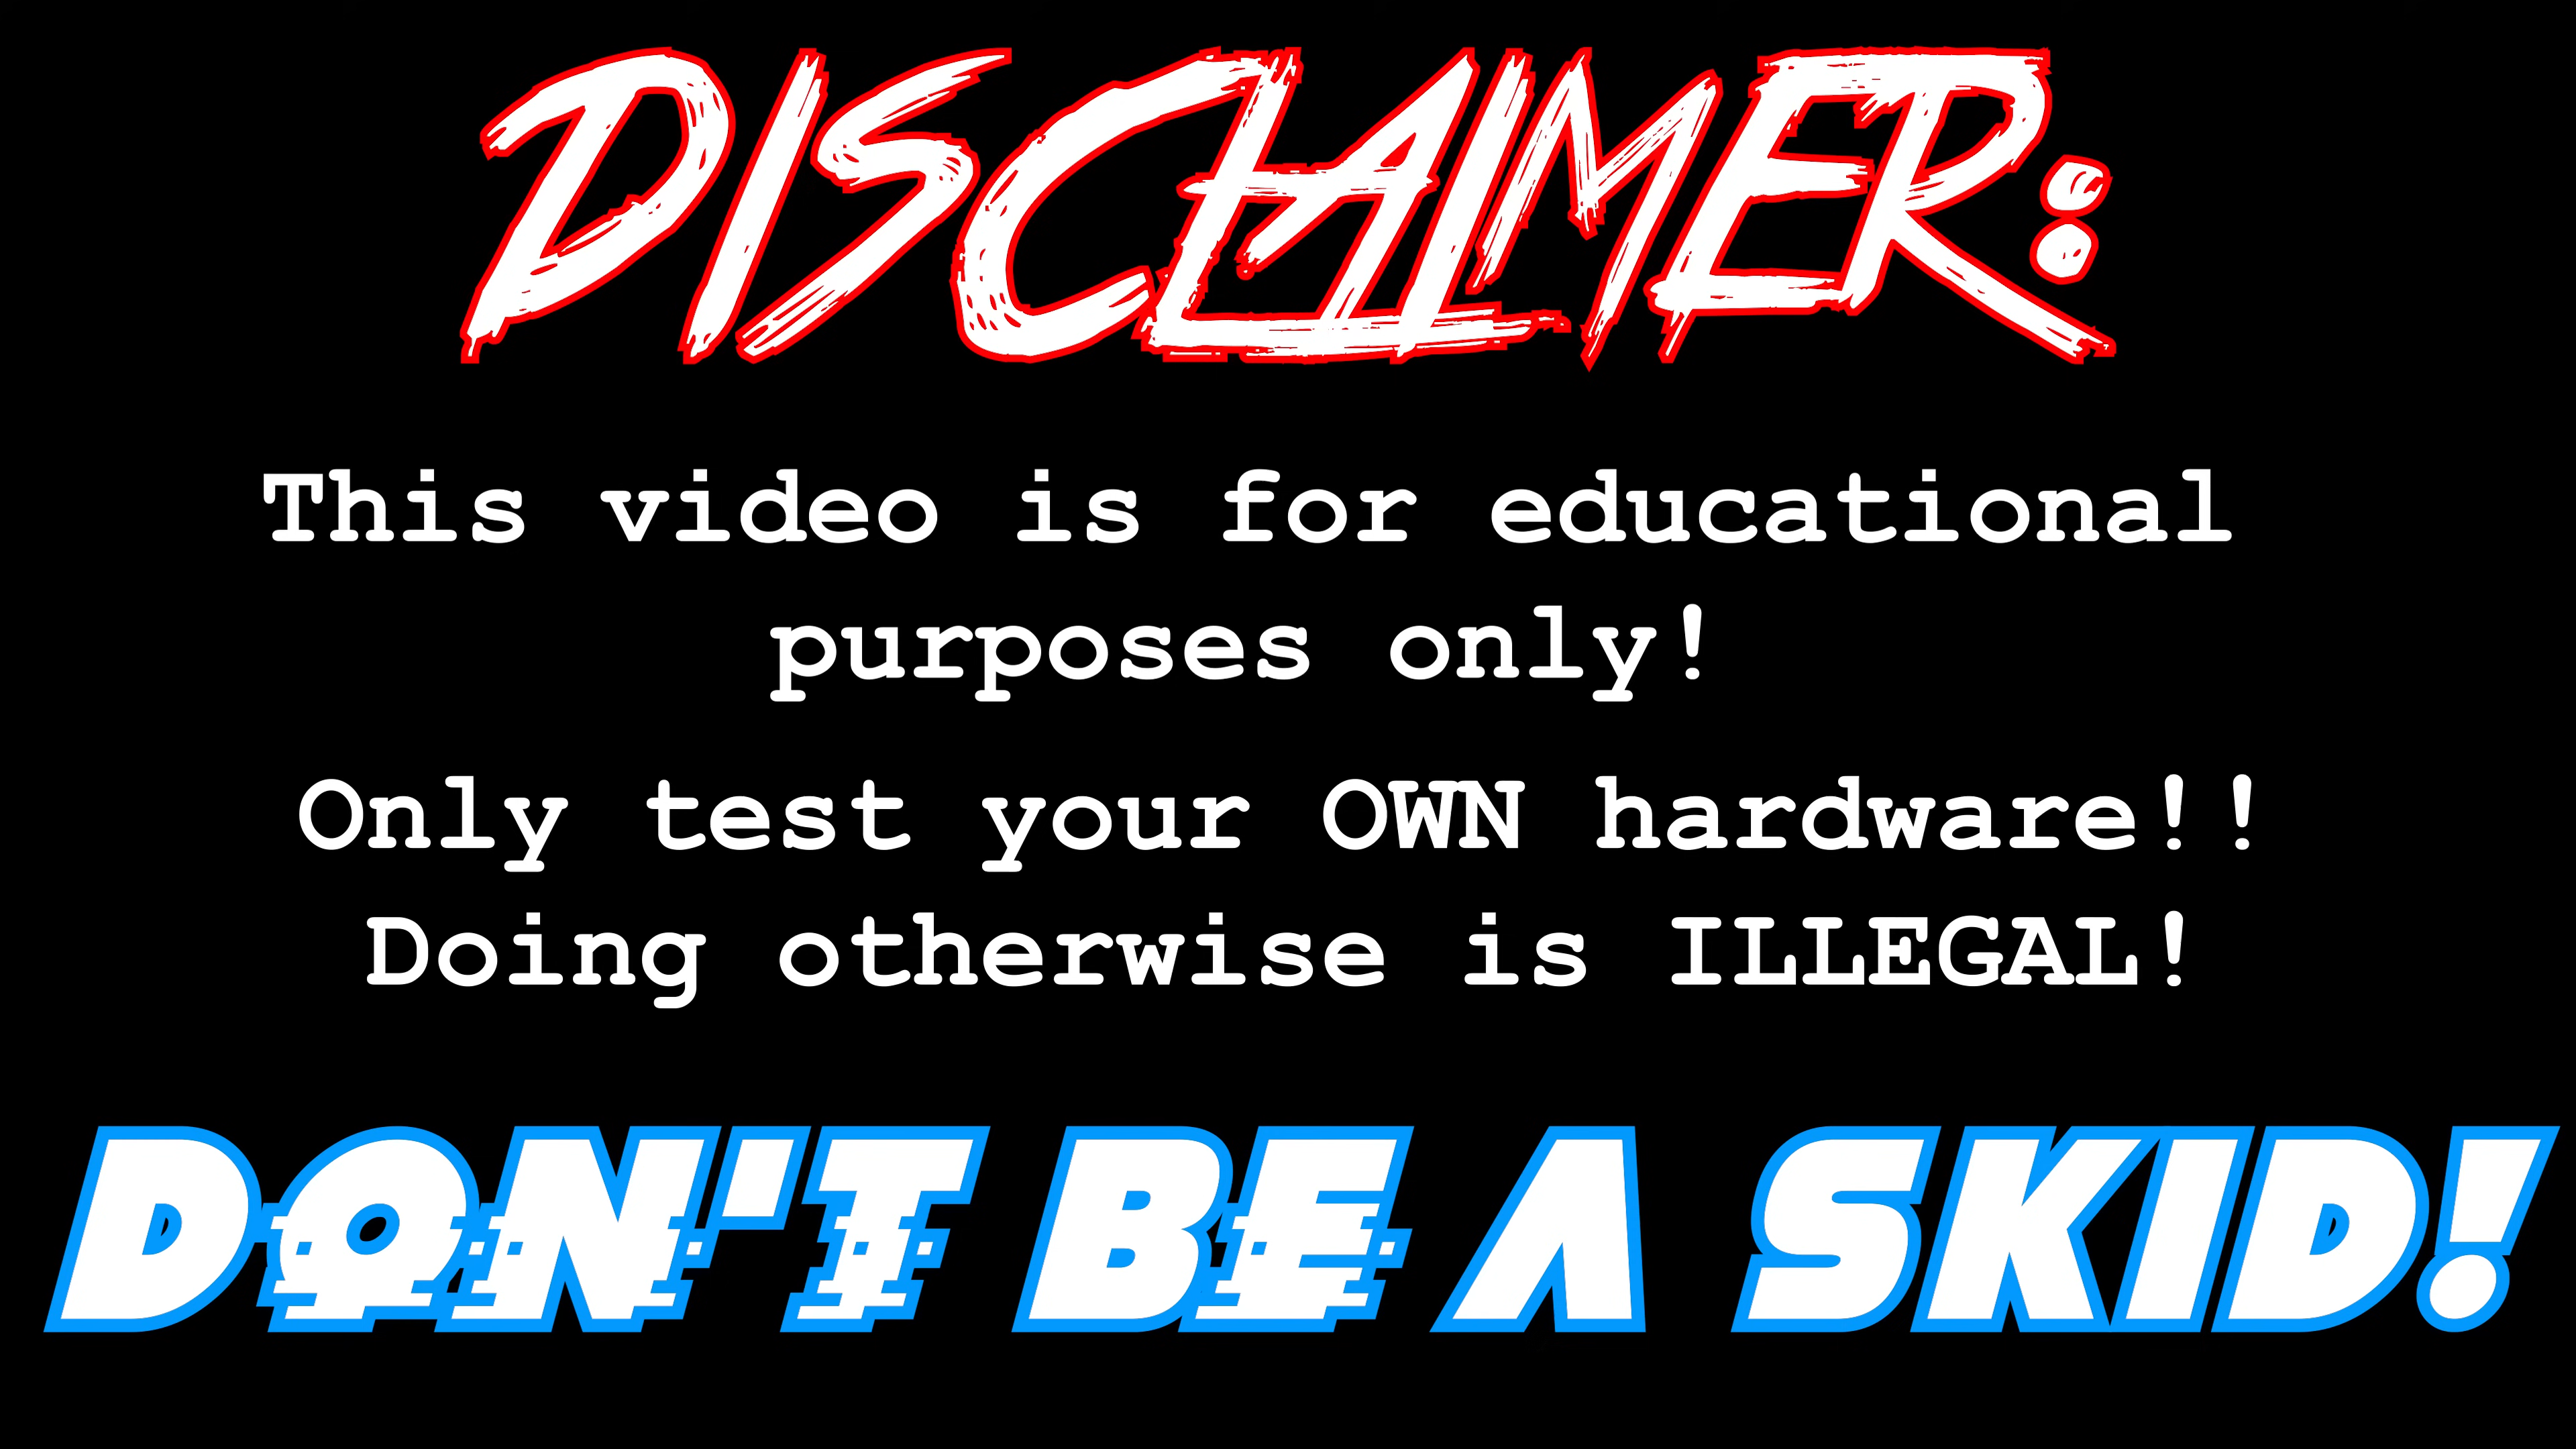 DISCLAIMER:
This video is for educational
purposes only!
Only test your OWN hardware!!
Doing otherwise is ILLEGAL!
DON'T BE A SKID!